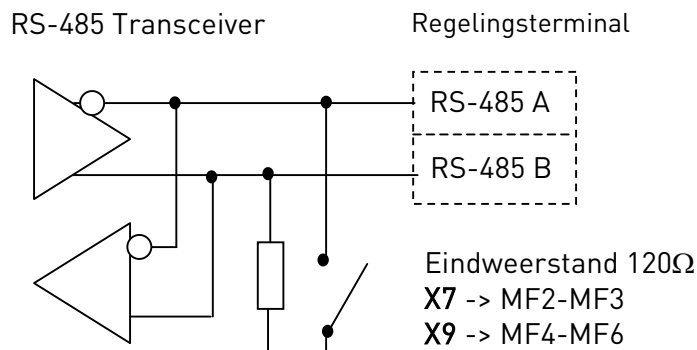 RS-485 Transceiver
Regelingsterminal
RS-485 A
RS-485 B
Eindweerstand 120Ω
X7 -> MF2-MF3
X9 -> MF4-MF6